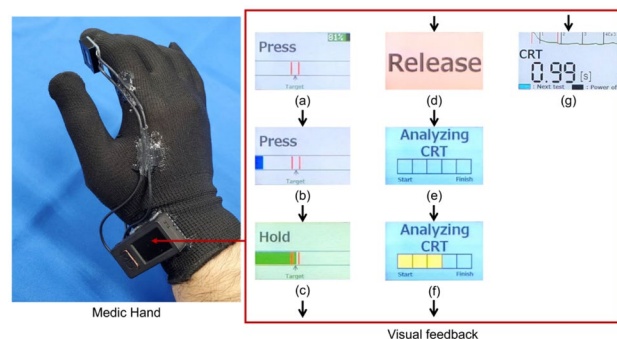 81%
Press
Target
(a)
Press
Target
(b)
Hold
Target
(c)
Release
(d)
Analyzing
CRT
Start Finish
(e)
Analyzing
CRT
Start Finish
(f)
CRT
0.99 [s]
: Next test : Power of
(g)
Medic Hand
Visual feedback